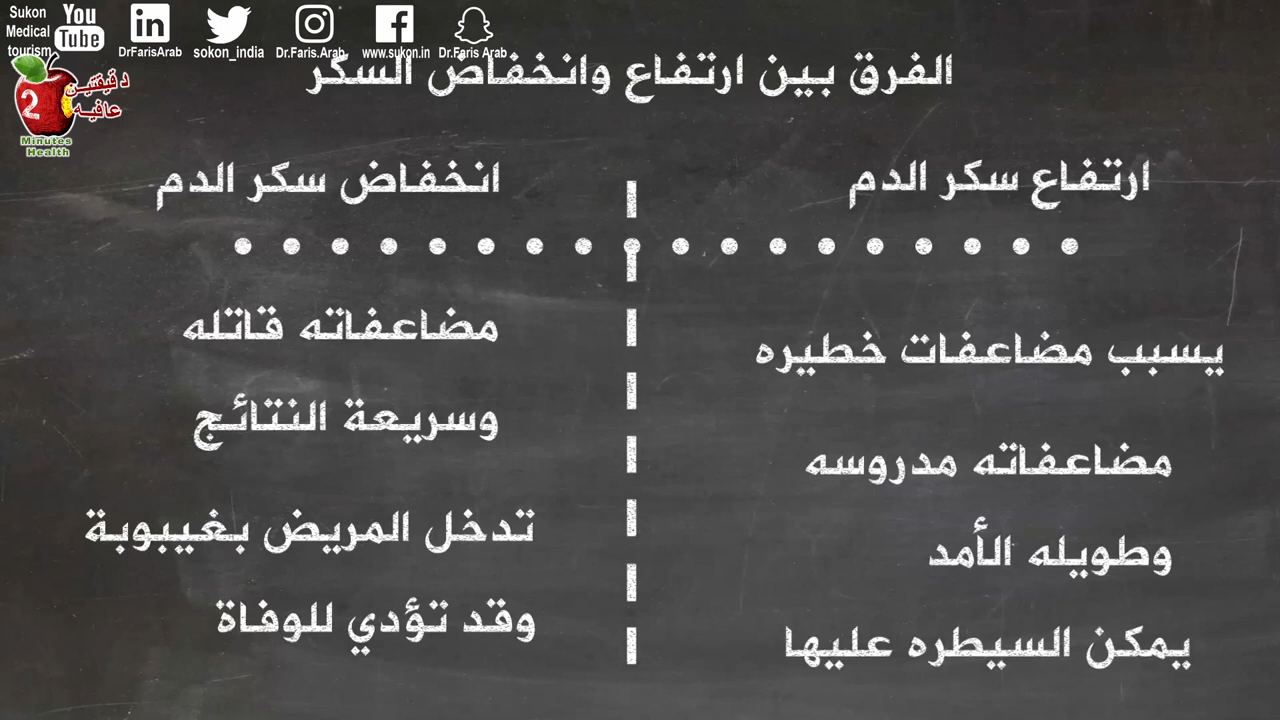 Sukon
Medical
tourism
You
Tube
in
DrFarisArab
sokon_india
Dr.Faris.Arab
www.sukon.in
Dr.Faris Arab
2
دقيقتين
عافيه
Minutes
Health
الفرق بين ارتفاع وانخفاض السكر
ارتفاع سكر الدم
يسبب مضاعفات خطيره
مضاعفاته مدروسه
وطويله الأمد
يمكن السيطره عليها
انخفاض سكر الدم
مضاعفاته قاتله
وسريعة النتائج
تدخل المريض بغيبوبة
وقد تؤدي للوفاة